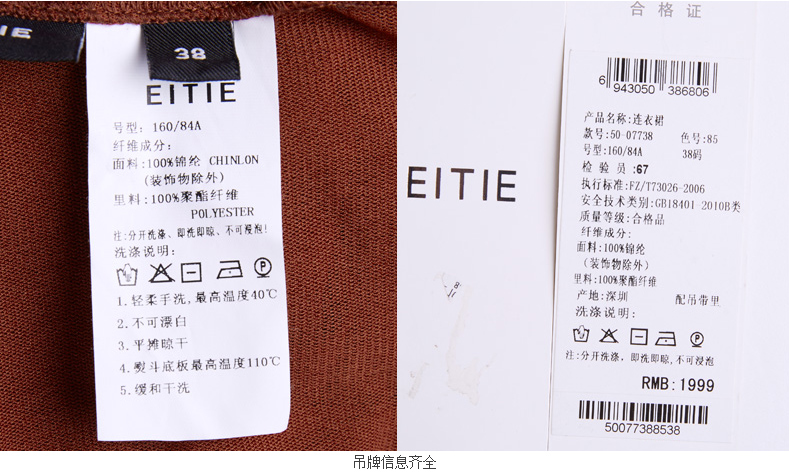 EITIE
38
EITIE
号型: 160/84A
纤维成分:
面料:100%锦纶 CHINLON
(装饰物除外)
里料:100%聚酯纤维
POLYESTER
注:分开洗涤、即洗即晾、不可浸泡!
洗涤说明:
1.轻柔手洗,最高温度40℃
2.不可漂白
3.平摊晾干
4.熨斗底板最高温度110℃
5.缓和干洗
合格证
EITIE
6 943050 386806
产品名称:连衣裙
款号:50-07738 色号:85
号型:160/84A 38码
检验员:67
执行标准:FZ/T73026-2006
安全技术类别:GB18401-2010B类
质量等级:合格品
纤维成分:
面料:100%锦纶
(装饰物除外)
里料:100%聚酯纤维
产地:深圳 配吊带里
洗涤说明:
注:分开洗涤, 即洗即晾,不可浸泡
RMB:1999
50077388538
吊牌信息齐全